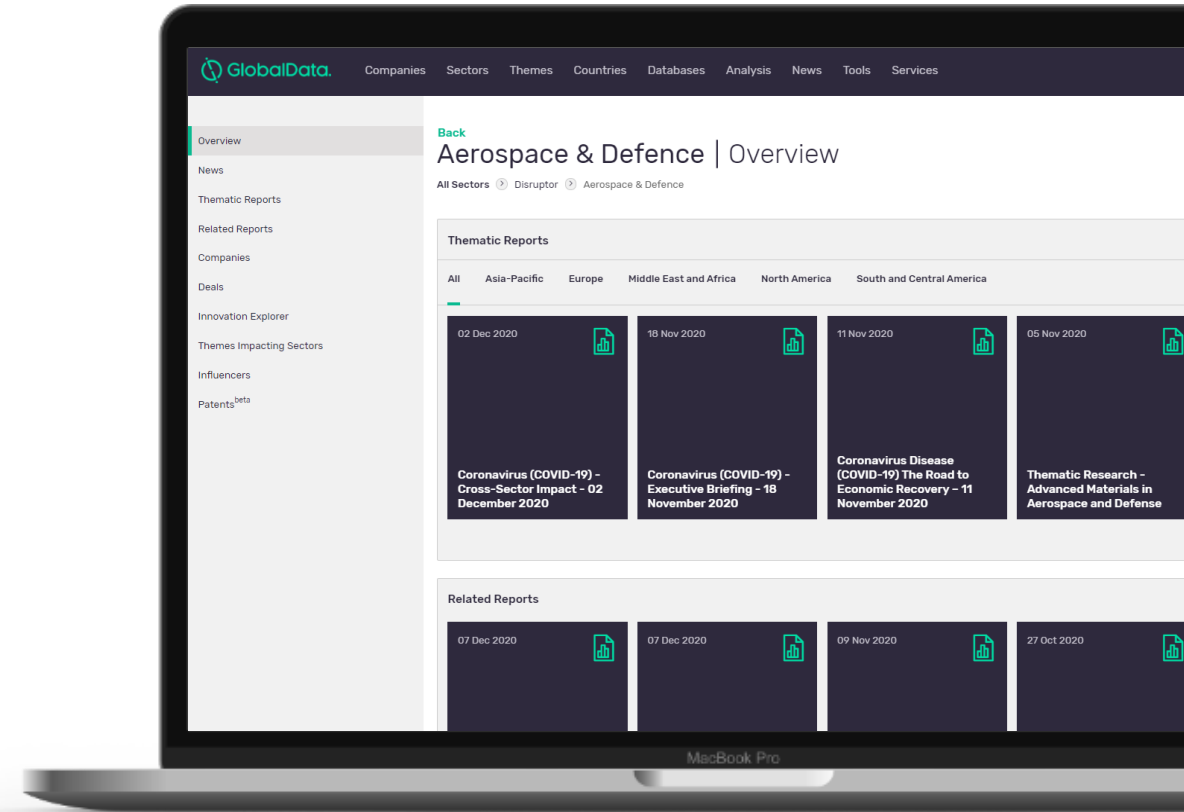 GlobalData.
Companies Sectors Themes Countries Databases Analysis News Tools Services
Overview
News
Thematic Reports
Related Reports
Companies
Deals
Innovation Explorer
Themes Impacting Sectors
Influencers
Patents beta
Back
Aerospace & Defence | Overview
All Sectors > Disruptor > Aerospace & Defence
Thematic Reports
All Asia-Pacific Europe Middle East and Africa North America South and Central America
02 Dec 2020
Coronavirus (COVID-19) -
Cross-Sector Impact - 02
December 2020
18 Nov 2020
Coronavirus (COVID-19) -
Executive Briefing - 18
November 2020
11 Nov 2020
Coronavirus Disease
(COVID-19) The Road to
Economic Recovery – 11
November 2020
05 Nov 2020
Thematic Research -
Advanced Materials in
Aerospace and Defense
Related Reports
07 Dec 2020
07 Dec 2020
09 Nov 2020
27 Oct 2020
MacBook Pro